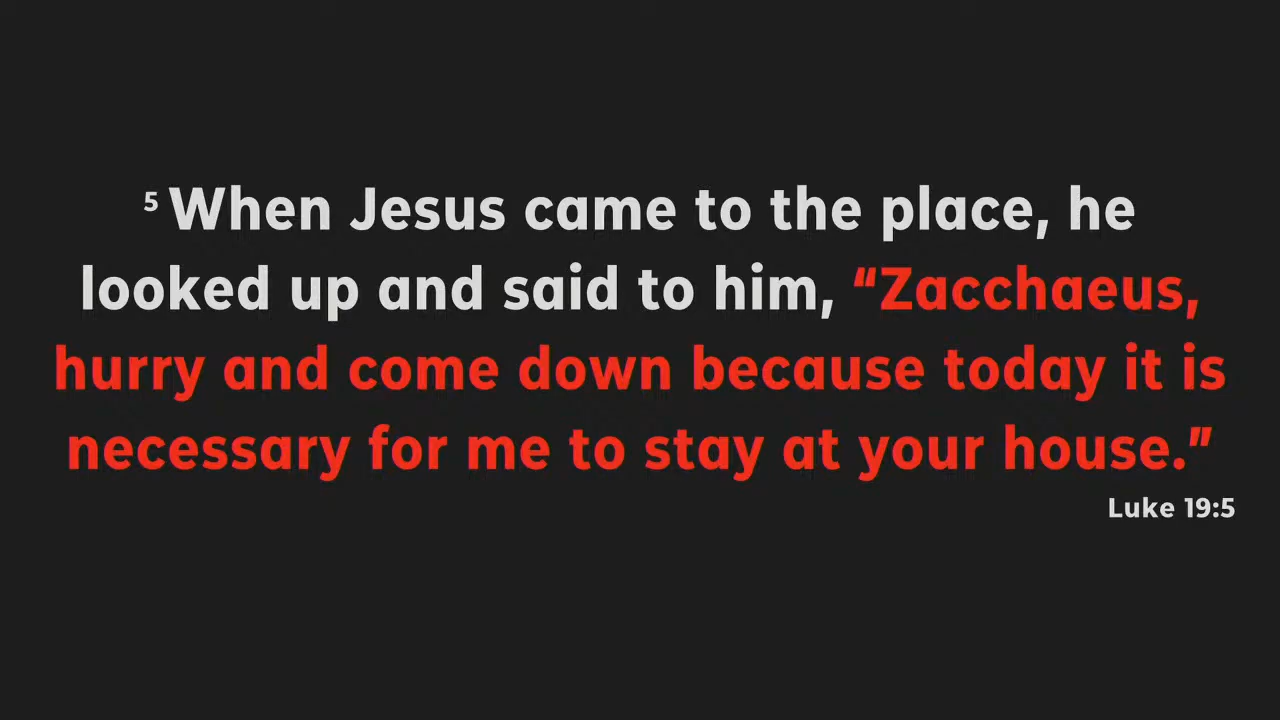 5 When Jesus came to the place, he
looked up and said to him, “Zacchaeus,
hurry and come down because today it is
necessary for me to stay at your house.”
Luke 19:5